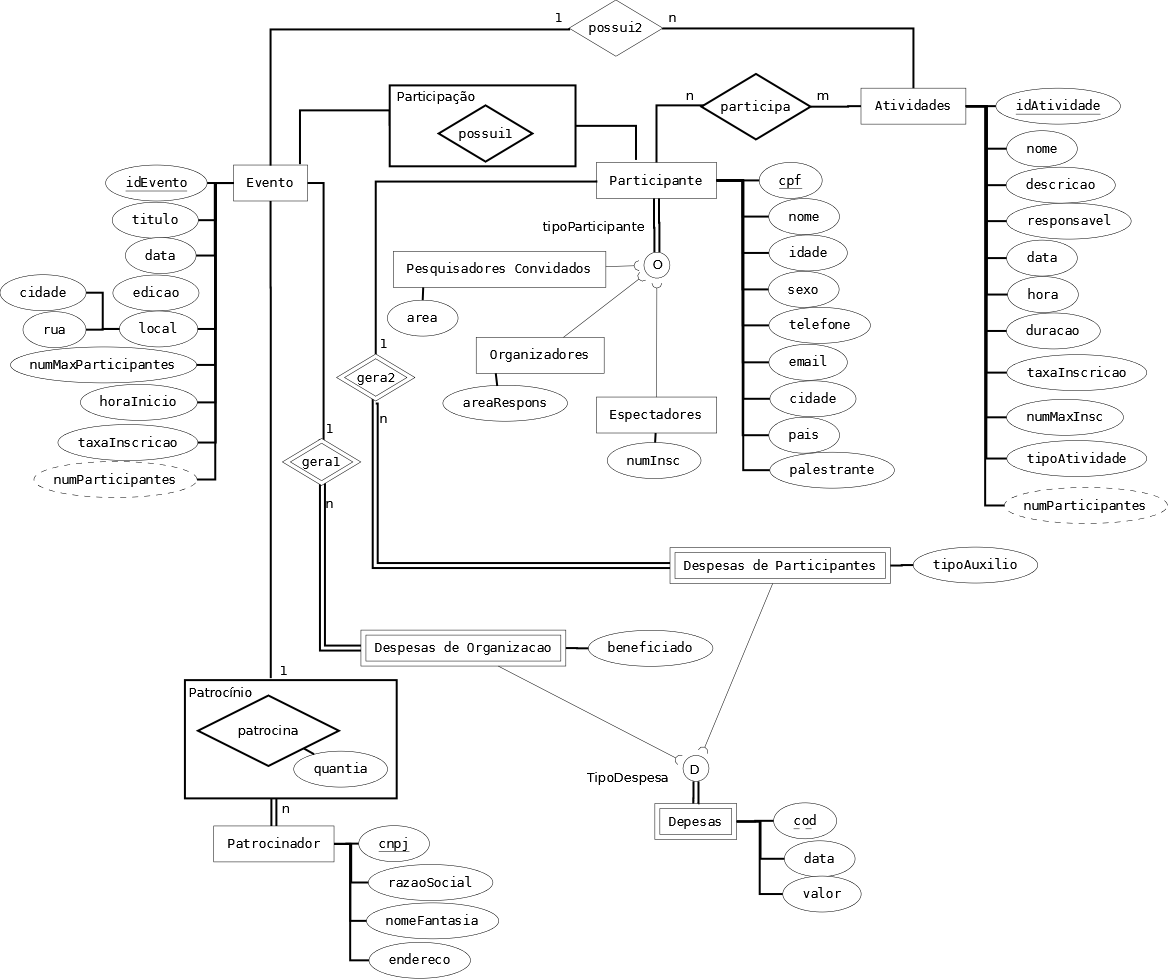 1
possui2
n
Participação
possui1
n
participa
m
Atividades
idAtividade
nome
descricao
responsavel
data
hora
duracao
taxaInscricao
numMaxInsc
tipoAtividade
numParticipantes
Evento
idEvento
titulo
data
edicao
cidade
rua
local
numMaxParticipantes
horaInicio
taxaInscricao
numParticipantes
Participante
cpf
nome
idade
sexo
telefone
email
cidade
pais
palestrante
tipoParticipante
O
Pesquisadores Convidados
area
Organizadores
areaRespons
Espectadores
numInsc
1
gera2
n
1
gera1
n
Despesas de Participantes
tipoAuxilio
Despesas de Organizacao
beneficiado
1
Patrocínio
patrocina
quantia
n
Patrocinador
cnpj
razaoSocial
nomeFantasia
endereco
TipoDespesa
D
Depesas
cod
data
valor